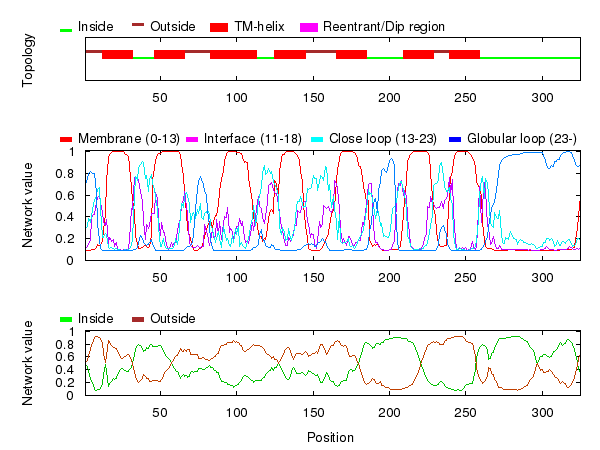 Inside Outside TM-helix Reentrant/Dip region
Topology
50 100 150 200 250 300
Membrane (0-13) Interface (11-18) Close loop (13-23) Globular loop (23-)
Network value
1
0.8
0.6
0.4
0.2
0
50 100 150 200 250 300
Inside Outside
Network value
1
0.8
0.6
0.4
0.2
0
50 100 150 200 250 300
Position